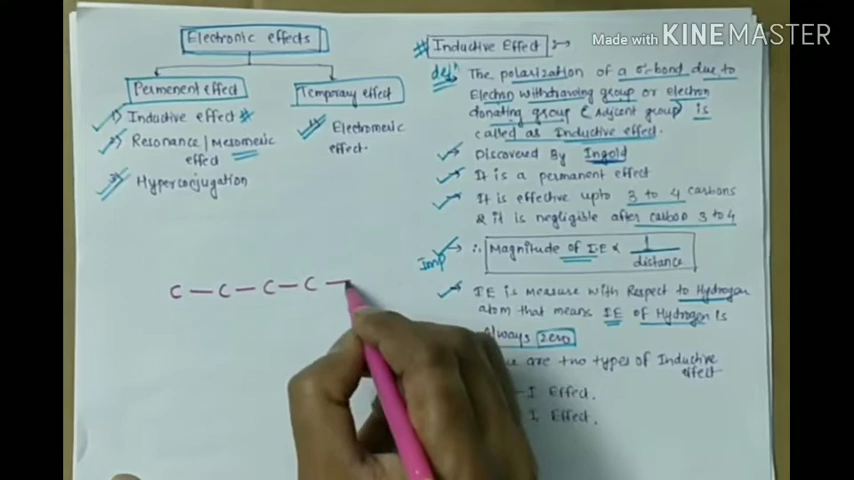 Made with KINEMASTER
Electronic effects
Permenent effect
Temporary effect
1) Inductive effect #
2) Resonance / Mesomeric
effect
3) Hyperconjugation
1) Electromeric
effect.
C - C - C - C -
# Inductive Effect :→
def" The polarization of a σ-bond due to
Electron withdrawing group or electron
donating group (Adjcent group) is
called as Inductive effect.
Discovered By Ingold
It is a permanent effect
It is effective upto 3 to 4 carbons
& it is negligible after carbon 3 to 4
Imp → ∴ Magnitude of I·E ∝ 1/distance
IE is measure with Respect to Hydrogen
atom that means IE of Hydrogen is
Always zero
are two types of Inductive
effect
- I Effect.
I Effect.